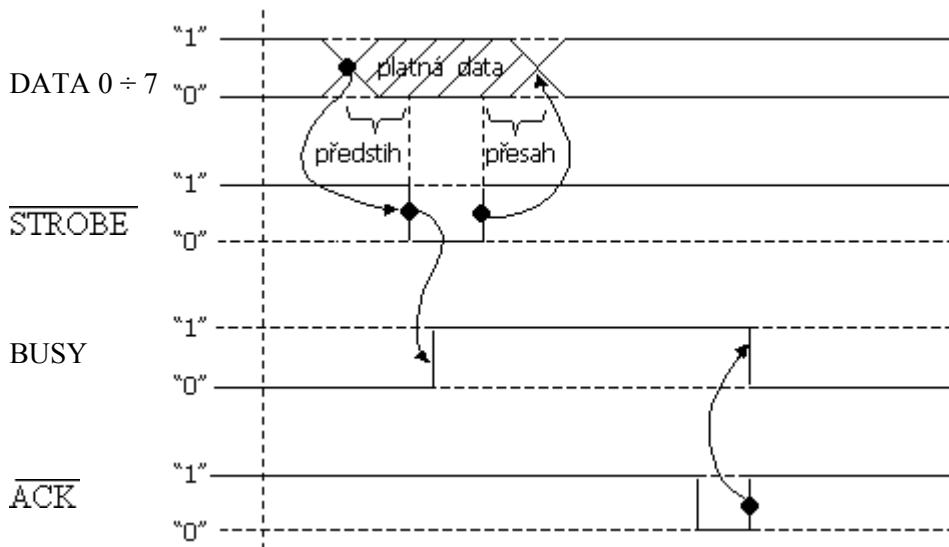 "1"
DATA 0 ÷ 7
platná data
"0"
předstih
přesah
"1"
STROBE
"0"
"1"
BUSY
"0"
"1"
ACK
"0"